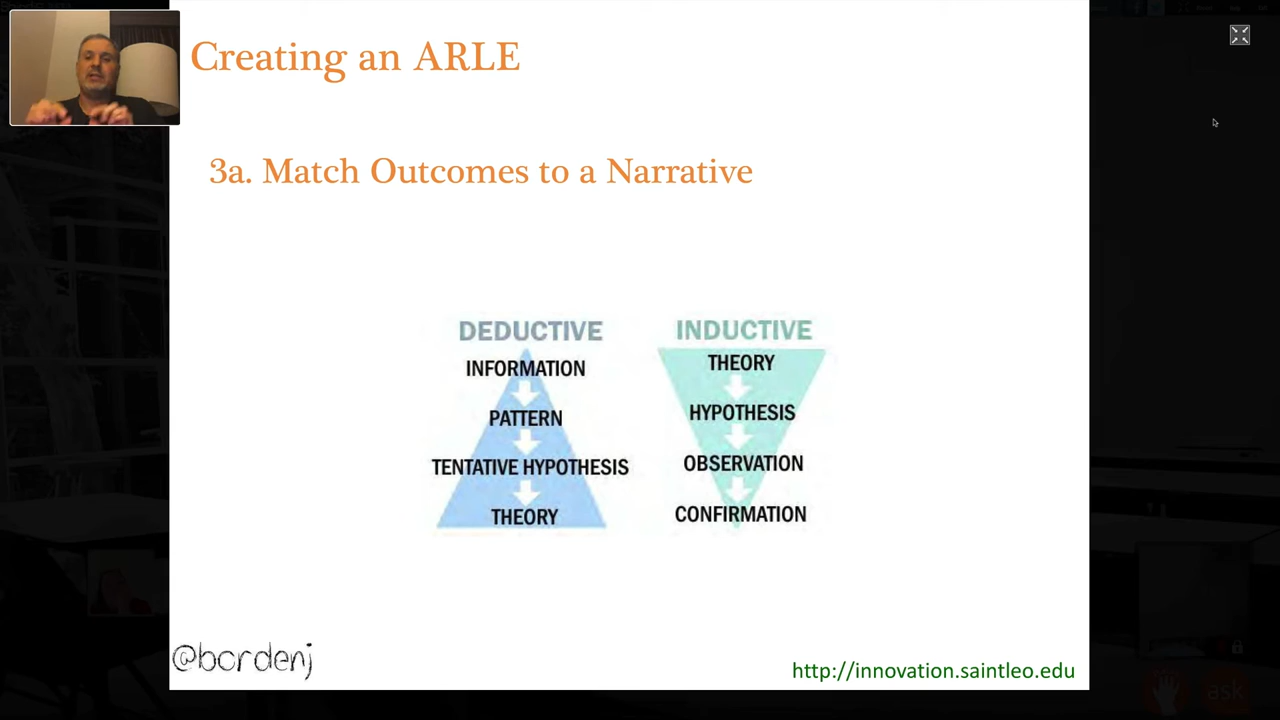 Creating an ARLE
3a. Match Outcomes to a Narrative
DEDUCTIVE
INFORMATION
PATTERN
TENTATIVE HYPOTHESIS
THEORY
INDUCTIVE
THEORY
HYPOTHESIS
OBSERVATION
CONFIRMATION
@bordenj
http://innovation.saintleo.edu
ask